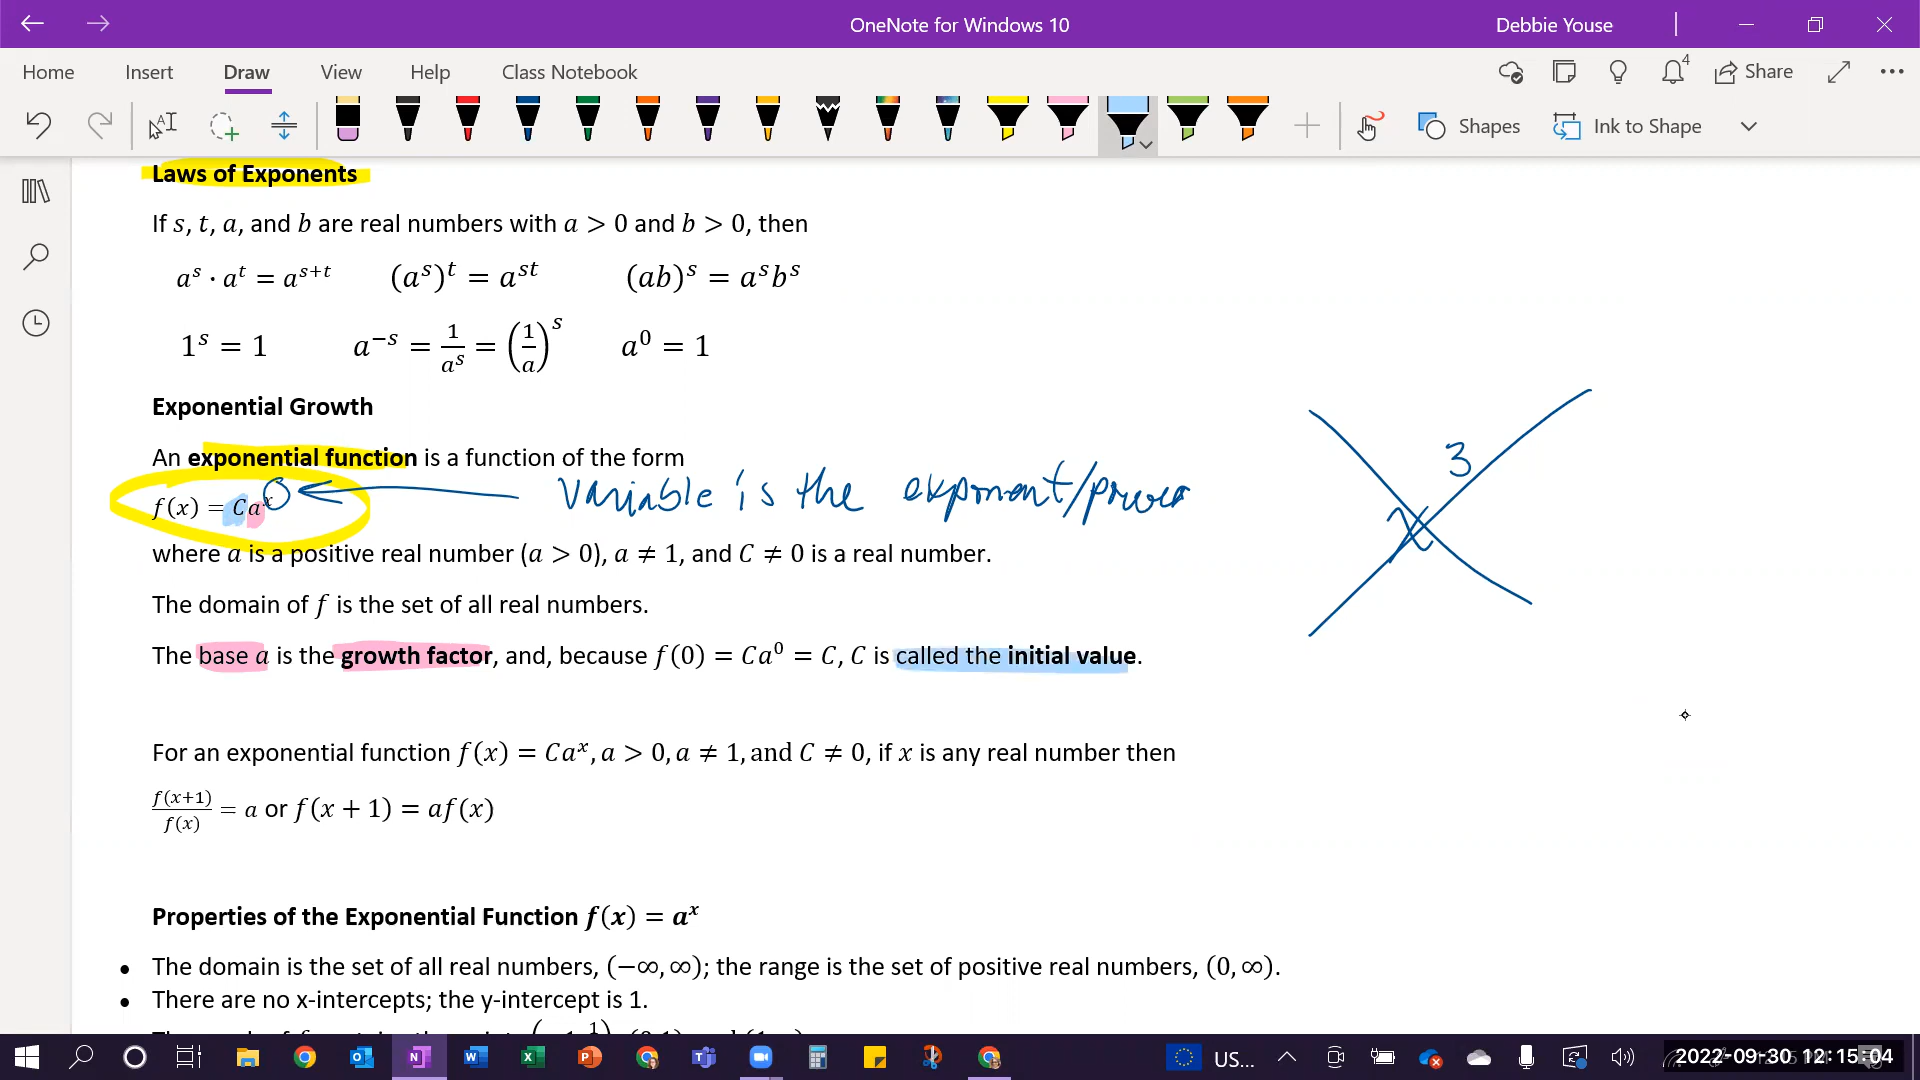 OneNote for Windows 10
Debbie Youse
Home Insert Draw View Help Class Notebook
4
Share
Shapes
Ink to Shape
Laws of Exponents
If s, t, a, and b are real numbers with a > 0 and b > 0, then
a^s · a^t = a^{s+t} (a^s)^t = a^{st} (ab)^s = a^s b^s
1^s = 1 a^{-s} = 1/a^s = (1/a)^s a^0 = 1
Exponential Growth
An exponential function is a function of the form
f(x) = Ca^x
variable is the exponent/power
x^3
where a is a positive real number (a > 0), a ≠ 1, and C ≠ 0 is a real number.
The domain of f is the set of all real numbers.
The base a is the growth factor, and, because f(0) = Ca^0 = C, C is called the initial value.
For an exponential function f(x) = Ca^x, a > 0, a ≠ 1, and C ≠ 0, if x is any real number then
f(x+1)/f(x) = a or f(x + 1) = af(x)
Properties of the Exponential Function f(x) = a^x
• The domain is the set of all real numbers, (−∞, ∞); the range is the set of positive real numbers, (0, ∞).
• There are no x-intercepts; the y-intercept is 1.
US...
2022-09-30 12:15:04